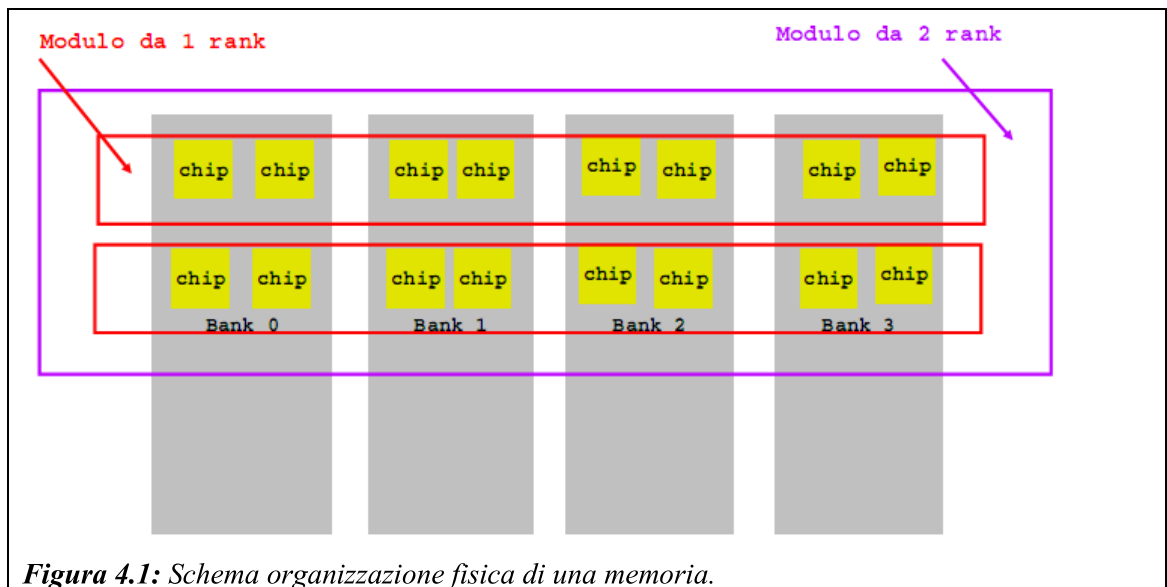 Modulo da 1 rank
Modulo da 2 rank
chip chip chip chip chip chip chip chip
chip chip chip chip chip chip chip chip
Bank 0 Bank 1 Bank 2 Bank 3
Figura 4.1: Schema organizzazione fisica di una memoria.